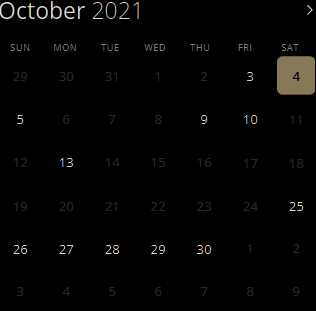 October 2021
SUN MON TUE WED THU FRI SAT
29 30 31 1 2 3 4
5 6 7 8 9 10 11
12 13 14 15 16 17 18
19 20 21 22 23 24 25
26 27 28 29 30 1 2
3 4 5 6 7 8 9